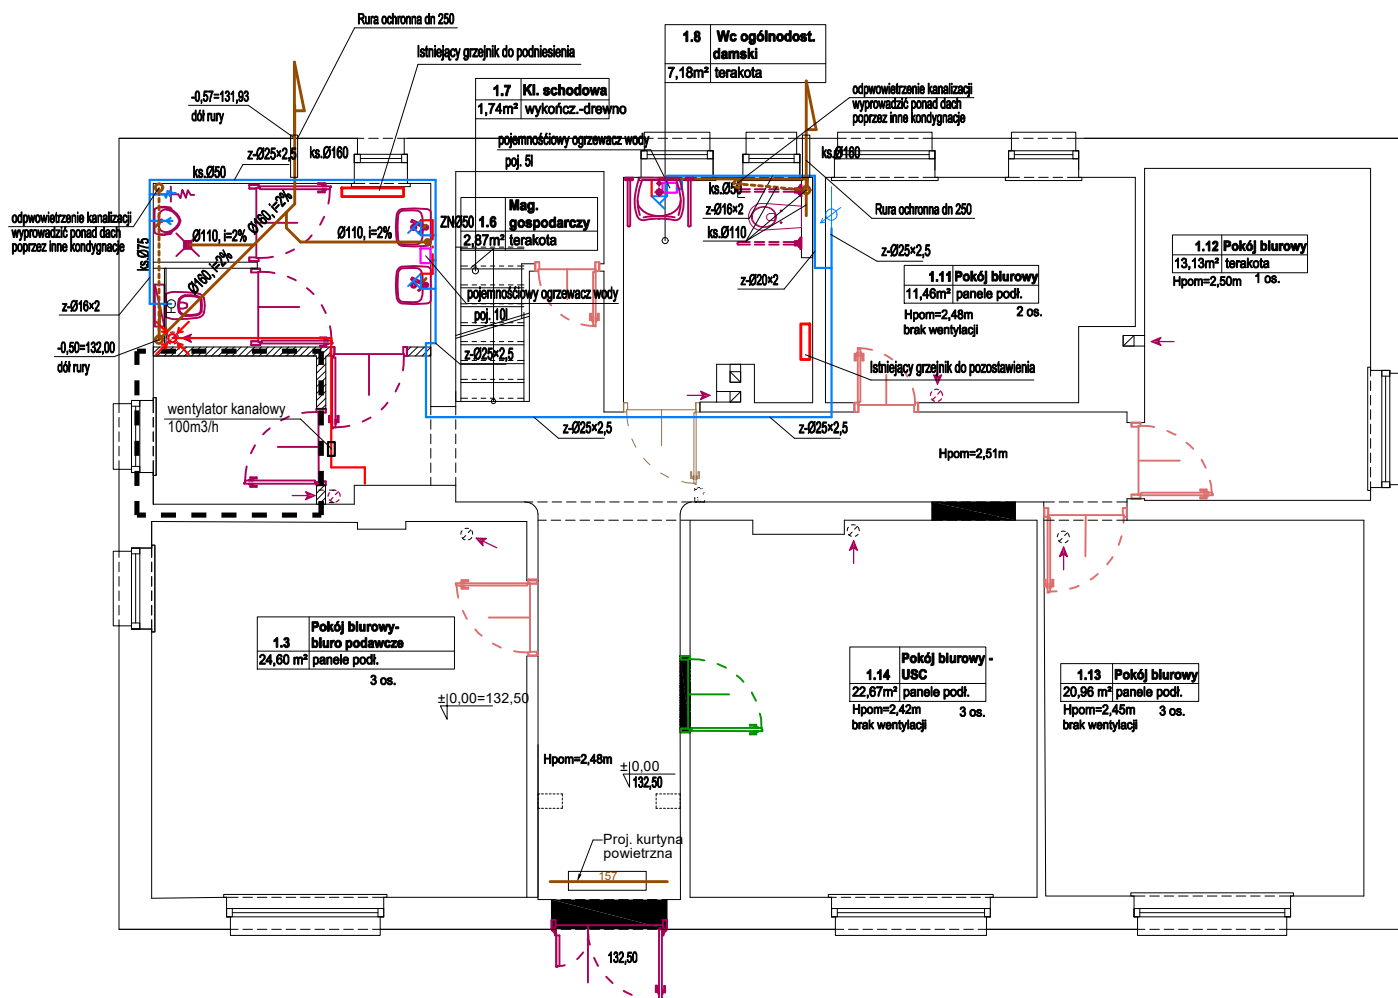 Rura ochronna dn 250
Istniejący grzejnik do podniesienia
1.8 Wc ogólnodost.
damski
7,18m² terakota
1.7 Kl. schodowa
1,74m² wykończ.-drewno
-0,57=131,93
dół rury
odpwowietrzenie kanalizacji
wyprowadzić ponad dach
poprzez inne kondygnacje
z-Ø25×2,5
ks.Ø160
pojemnościowy ogrzewacz wody
poj. 5l
ks.Ø160
ks.Ø50
ks.Ø50
odpwowietrzenie kanalizacji
wyprowadzić ponad dach
poprzez inne kondygnacje
Ø160, i=2%
Ø110, i=2%
Ø110, i=2%
Ø160, i=2%
ks.Ø75
ZNØ50
1.6 Mag.
gospodarczy
2,87m² terakota
z-Ø16×2
ks.Ø110
Rura ochronna dn 250
z-Ø25×2,5
z-Ø20×2
1.12 Pokój biurowy
13,13m² terakota
Hpom=2,50m 1 os.
1.11 Pokój biurowy
11,46m² panele podł.
Hpom=2,48m 2 os.
brak wentylacji
z-Ø16×2
pojemnościowy ogrzewacz wody
poj. 10l
-0,50=132,00
dół rury
z-Ø25×2,5
Istniejący grzejnik do pozostawienia
wentylator kanałowy
100m3/h
z-Ø25×2,5
z-Ø25×2,5
Hpom=2,51m
1.3 Pokój biurowy-
biuro podawcze
24,60 m² panele podł.
3 os.
±0,00=132,50
1.14 Pokój biurowy -
USC
22,67m² panele podł.
Hpom=2,42m 3 os.
brak wentylacji
1.13 Pokój biurowy
20,96 m² panele podł.
Hpom=2,45m 3 os.
brak wentylacji
Hpom=2,48m
±0,00
132,50
Proj. kurtyna
powietrzna
157
132,50